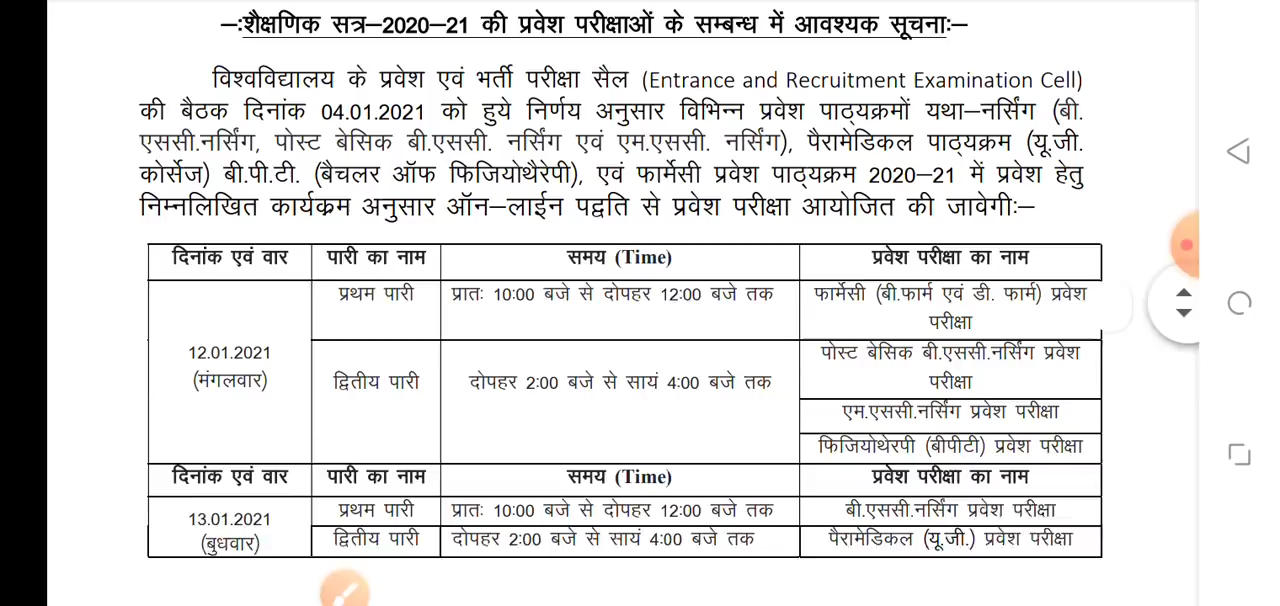 –:शैक्षणिक सत्र–2020–21 की प्रवेश परीक्षाओं के सम्बन्ध में आवश्यक सूचनाः–
विश्वविद्यालय के प्रवेश एवं भर्ती परीक्षा सैल (Entrance and Recruitment Examination Cell)
की बैठक दिनांक 04.01.2021 को हुये निर्णय अनुसार विभिन्न प्रवेश पाठ्यक्रमों यथा–नर्सिंग (बी.
एससी.नर्सिंग, पोस्ट बेसिक बी.एससी. नर्सिंग एवं एम.एससी. नर्सिंग), पैरामेडिकल पाठ्यक्रम (यू.जी.
कोर्सेज) बी.पी.टी. (बैचलर ऑफ फिजियोथैरेपी), एवं फार्मेसी प्रवेश पाठ्यक्रम 2020–21 में प्रवेश हेतु
निम्नलिखित कार्यक्रम अनुसार ऑन–लाईन पद्वति से प्रवेश परीक्षा आयोजित की जावेगीः–
दिनांक एवं वार पारी का नाम समय (Time) प्रवेश परीक्षा का नाम
प्रथम पारी प्रातः 10:00 बजे से दोपहर 12:00 बजे तक फार्मेसी (बी.फार्म एवं डी. फार्म) प्रवेश
परीक्षा
12.01.2021 पोस्ट बेसिक बी.एससी.नर्सिंग प्रवेश
(मंगलवार) द्वितीय पारी दोपहर 2:00 बजे से सायं 4:00 बजे तक परीक्षा
एम.एससी.नर्सिंग प्रवेश परीक्षा
फिजियोथेरपी (बीपीटी) प्रवेश परीक्षा
दिनांक एवं वार पारी का नाम समय (Time) प्रवेश परीक्षा का नाम
13.01.2021 प्रथम पारी प्रातः 10:00 बजे से दोपहर 12:00 बजे तक बी.एससी.नर्सिंग प्रवेश परीक्षा
(बुधवार) द्वितीय पारी दोपहर 2:00 बजे से सायं 4:00 बजे तक पैरामेडिकल (यू.जी.) प्रवेश परीक्षा